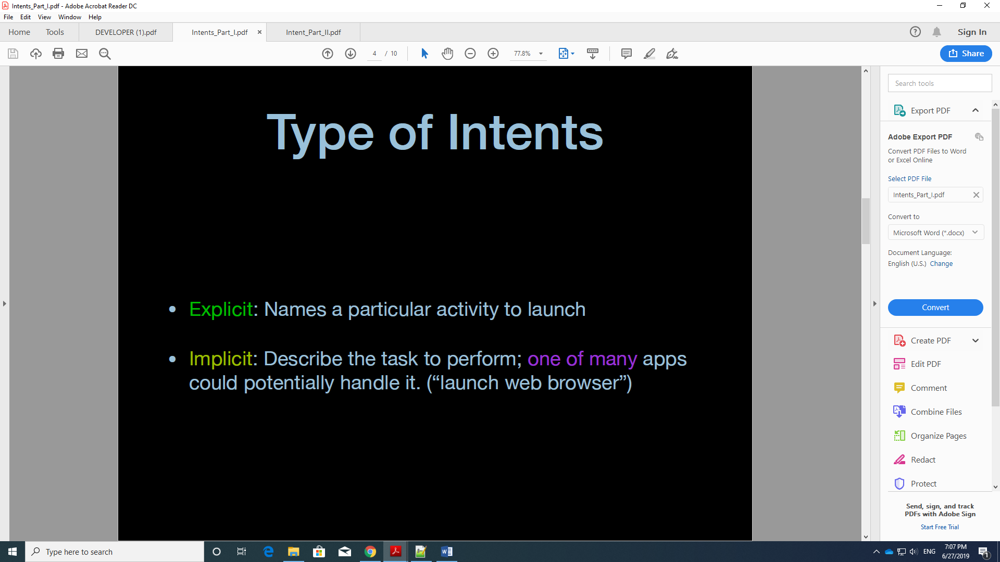 Intents_Part_I.pdf - Adobe Acrobat Reader DC
File Edit View Window Help
Home Tools DEVELOPER (1).pdf Intents_Part_I.pdf × Intent_Part_II.pdf Sign In
4 / 10 77.8% Share
Type of Intents
• Explicit: Names a particular activity to launch
• Implicit: Describe the task to perform; one of many apps
could potentially handle it. (“launch web browser”)
Search tools
Export PDF
Adobe Export PDF
Convert PDF Files to Word
or Excel Online
Select PDF File
Intents_Part_I.pdf
Convert to
Microsoft Word (*.docx)
Document Language:
English (U.S.) Change
Convert
Create PDF
Edit PDF
Comment
Combine Files
Organize Pages
Redact
Protect
Send, sign, and track
PDFs with Adobe Sign
Start Free Trial
Type here to search
ENG
7:07 PM
6/27/2019
1